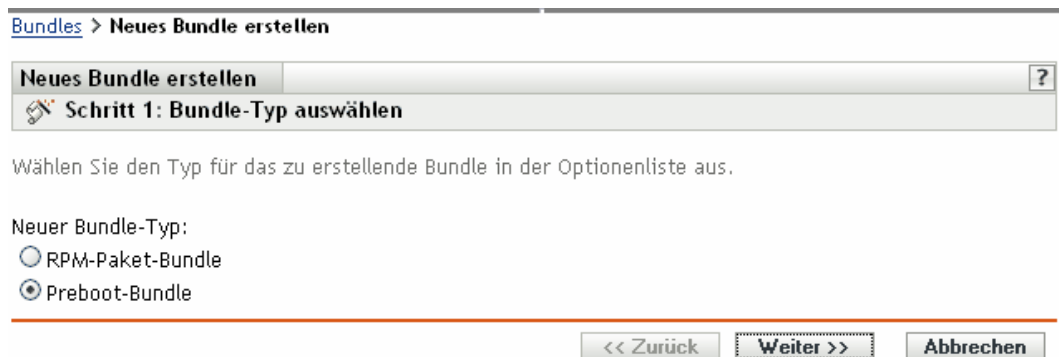 Bundles > Neues Bundle erstellen
Neues Bundle erstellen ?
Schritt 1: Bundle-Typ auswählen
Wählen Sie den Typ für das zu erstellende Bundle in der Optionenliste aus.
Neuer Bundle-Typ:
RPM-Paket-Bundle
Preboot-Bundle
<< Zurück Weiter >> Abbrechen